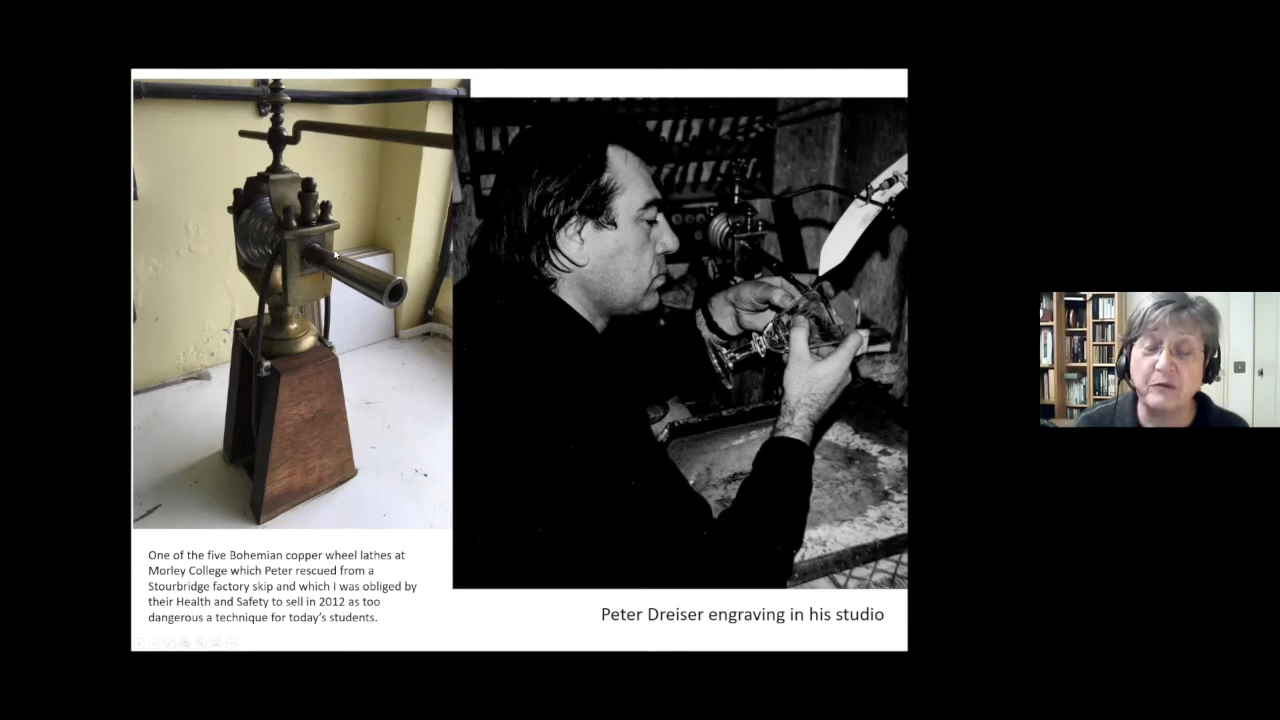 One of the five Bohemian copper wheel lathes at
Morley College which Peter rescued from a
Stourbridge factory skip and which I was obliged by
their Health and Safety to sell in 2012 as too
dangerous a technique for today's students.
Peter Dreiser engraving in his studio